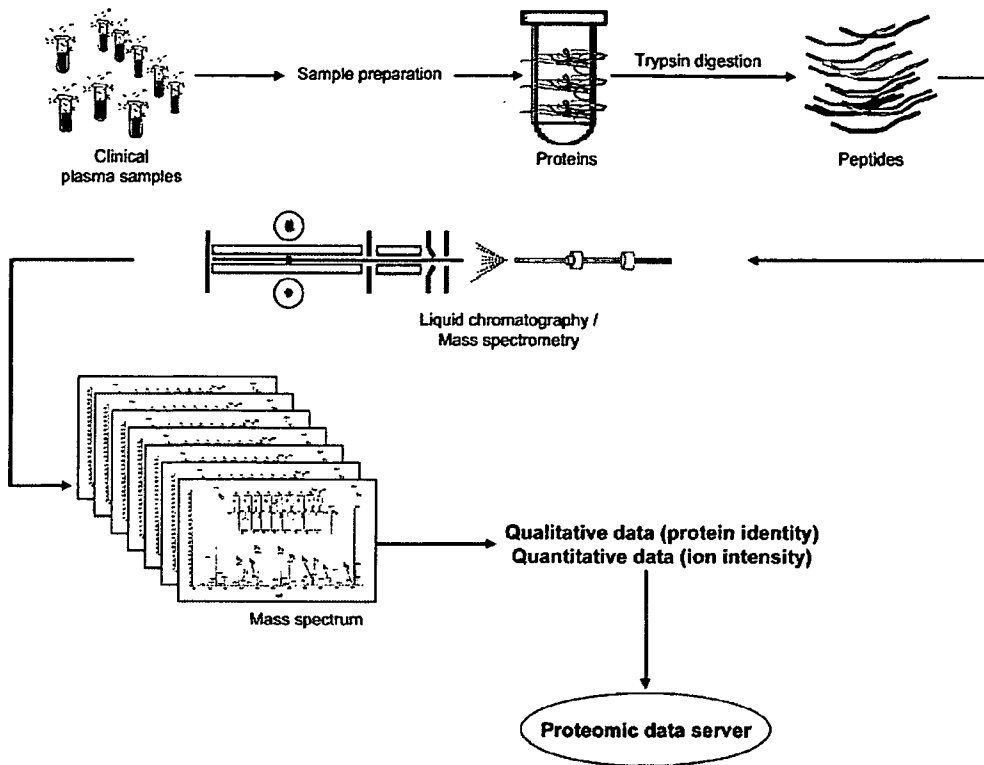 Clinical
plasma samples
Sample preparation
Proteins
Trypsin digestion
Peptides
Liquid chromatography /
Mass spectrometry
Mass spectrum
Qualitative data (protein identity)
Quantitative data (ion intensity)
Proteomic data server